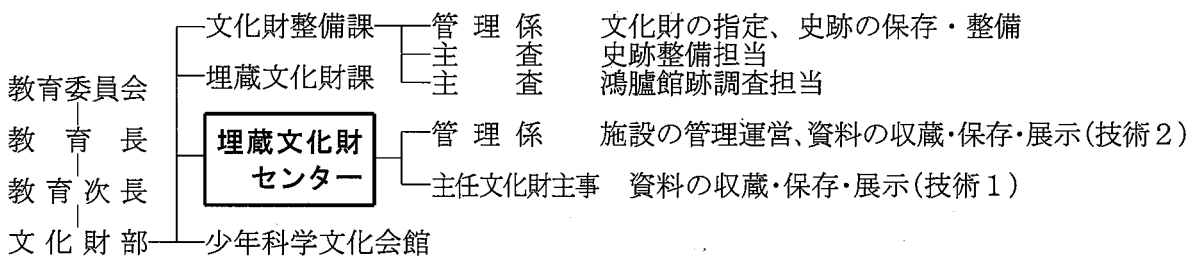 文化財整備課 管理係 文化財の指定、史跡の保存・整備
主査 史跡整備担当
埋蔵文化財課 主査 鴻臚館跡調査担当
教育委員会
教育長
教育次長
文化財部
埋蔵文化財
センター
管理係 施設の管理運営、資料の収蔵・保存・展示(技術2)
主任文化財主事 資料の収蔵・保存・展示(技術1)
少年科学文化会館